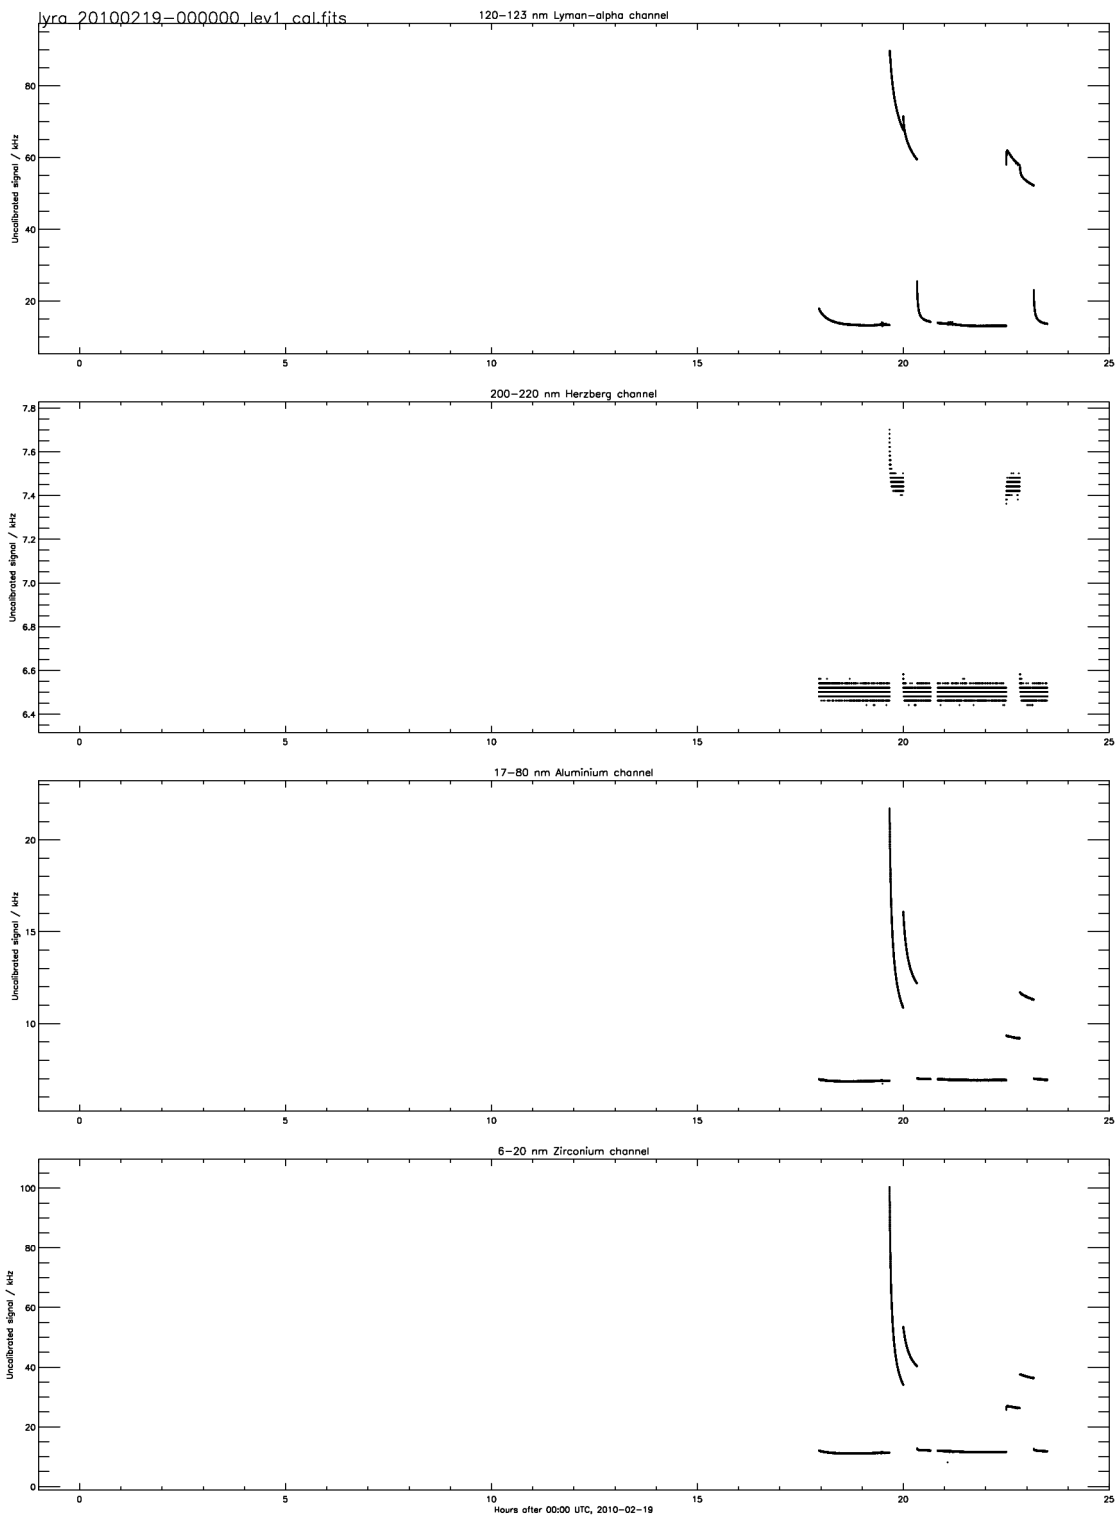 lyra_20100219-000000_lev1_cal.fits
120-123 nm Lyman-alpha channel
80
60
40
20
Uncalibrated signal / kHz
0 5 10 15 20 25
200-220 nm Herzberg channel
7.8
7.6
7.4
7.2
7.0
6.8
6.6
6.4
Uncalibrated signal / kHz
0 5 10 15 20 25
17-80 nm Aluminium channel
20
15
10
Uncalibrated signal / kHz
0 5 10 15 20 25
6-20 nm Zirconium channel
100
80
60
40
20
0
Uncalibrated signal / kHz
0 5 10 15 20 25
Hours after 00:00 UTC, 2010-02-19